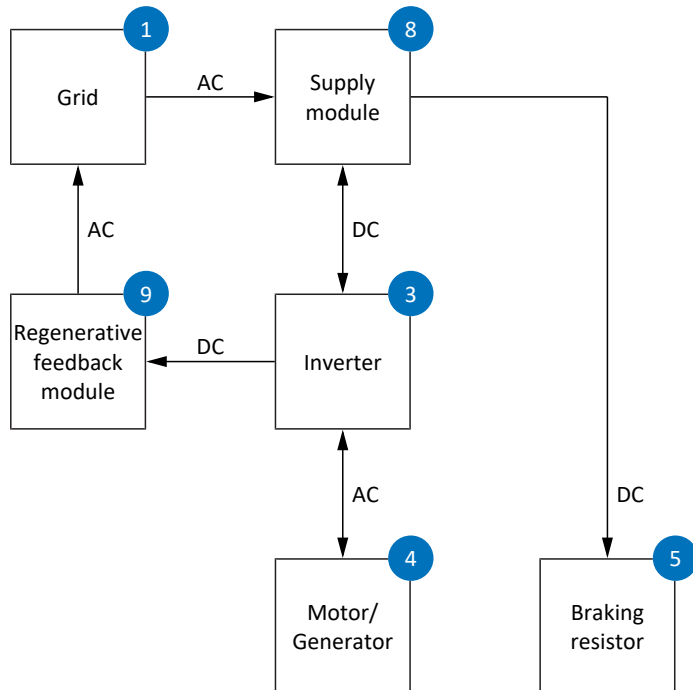 1
8
Grid
AC
Supply
module
AC
DC
9
3
Regenerative
feedback
module
DC
Inverter
AC
DC
4
5
Motor/
Generator
Braking
resistor